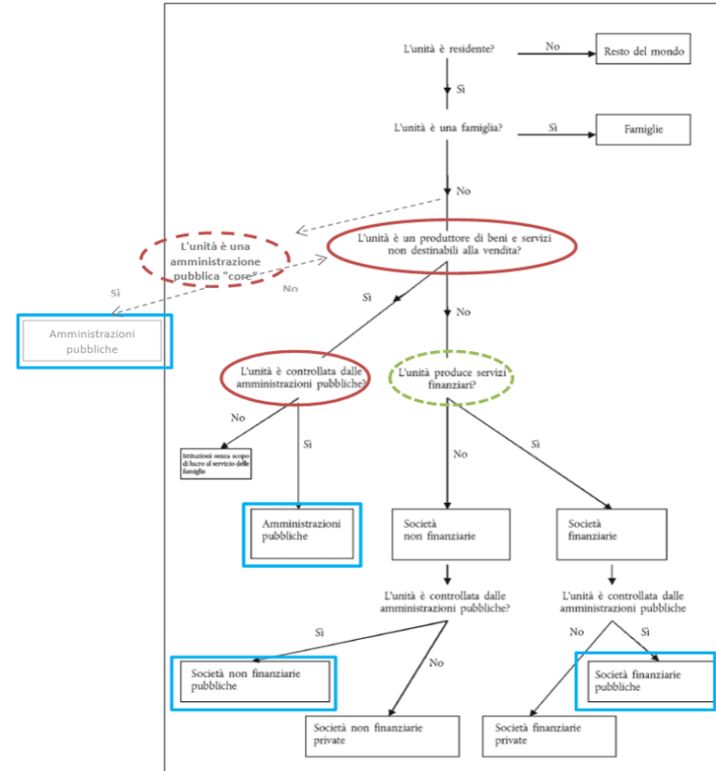 L'unità è residente?
No
Resto del mondo
Sì
L'unità è una famiglia?
Sì
Famiglie
No
L'unità è una
amministrazione
pubblica "core"
L'unità è un produttore di beni e servizi
non destinabili alla vendita?
Sì
No
Amministrazioni
pubbliche
Sì
No
L'unità è controllata dalle
amministrazioni pubbliche?
L'unità produce servizi
finanziari?
No
Sì
Istituzioni senza scopo
di lucro al servizio delle
famiglie
No
Sì
Amministrazioni
pubbliche
Società
non finanziarie
Società
finanziarie
L'unità è controllata dalle
amministrazioni pubbliche?
L'unità è controllata dalle
amministrazioni pubbliche
Sì
No
No
Sì
Società non finanziarie
pubbliche
Società finanziarie
pubbliche
Società non finanziarie
private
Società finanziarie
private